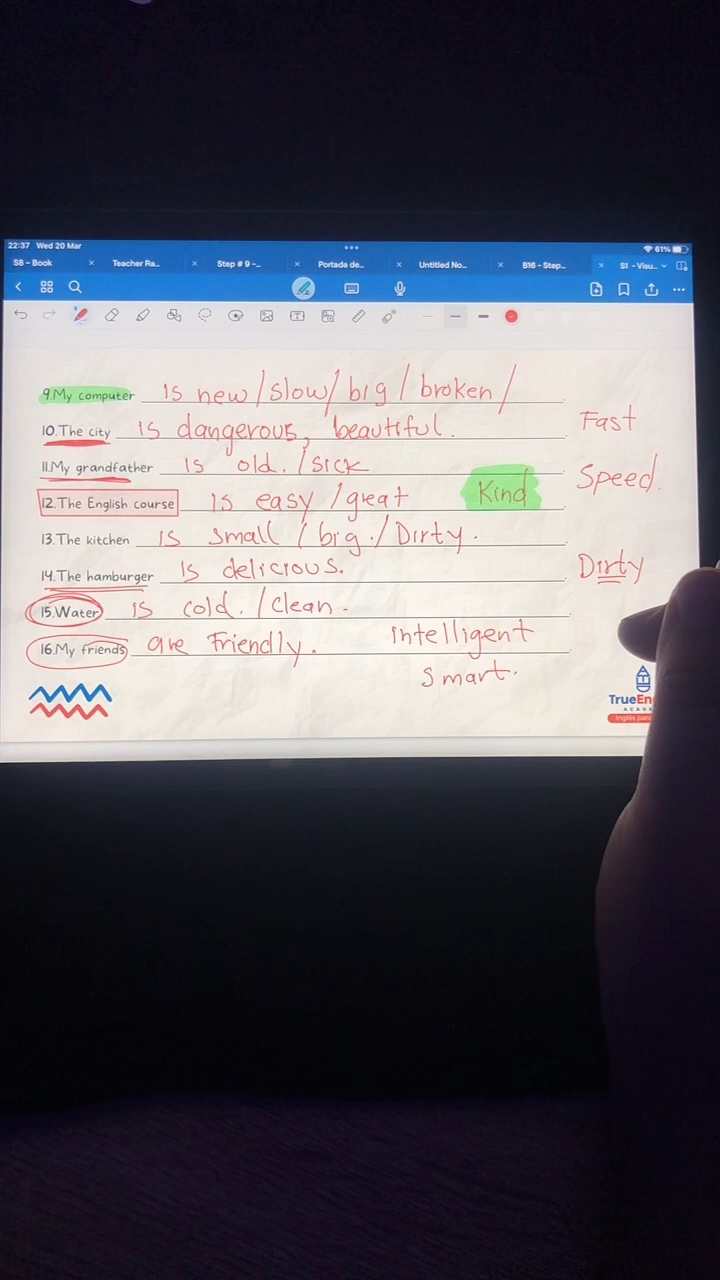 22:37 Wed 20 Mar
61%
S8 - Book
Teacher Ra...
Step # 9 -...
Portada de...
Untitled No...
B16 - Step...
S1 - Visu...
9.My computer is new / slow / big / broken /
Fast
10.The city is dangerous, beautiful.
11.My grandfather is old. / sick
Speed.
12.The English course is easy / great Kind
13.The kitchen is small / big. / Dirty.
14.The hamburger is delicious.
Dirty
15.Water is cold. / clean.
16.My friends are Friendly. intelligent
smart.
TrueEn
ACAD
Inglés par